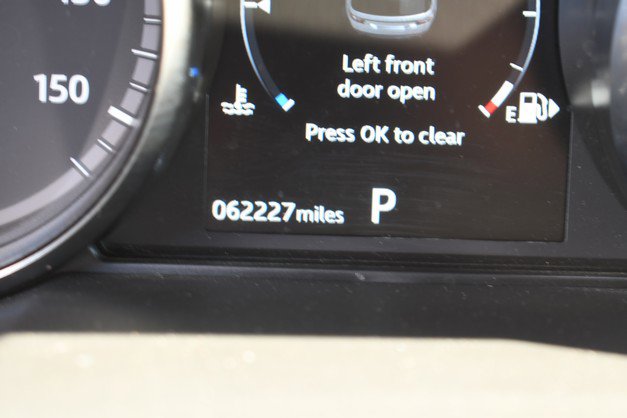 150
Left front
door open
E
Press OK to clear
062227miles P